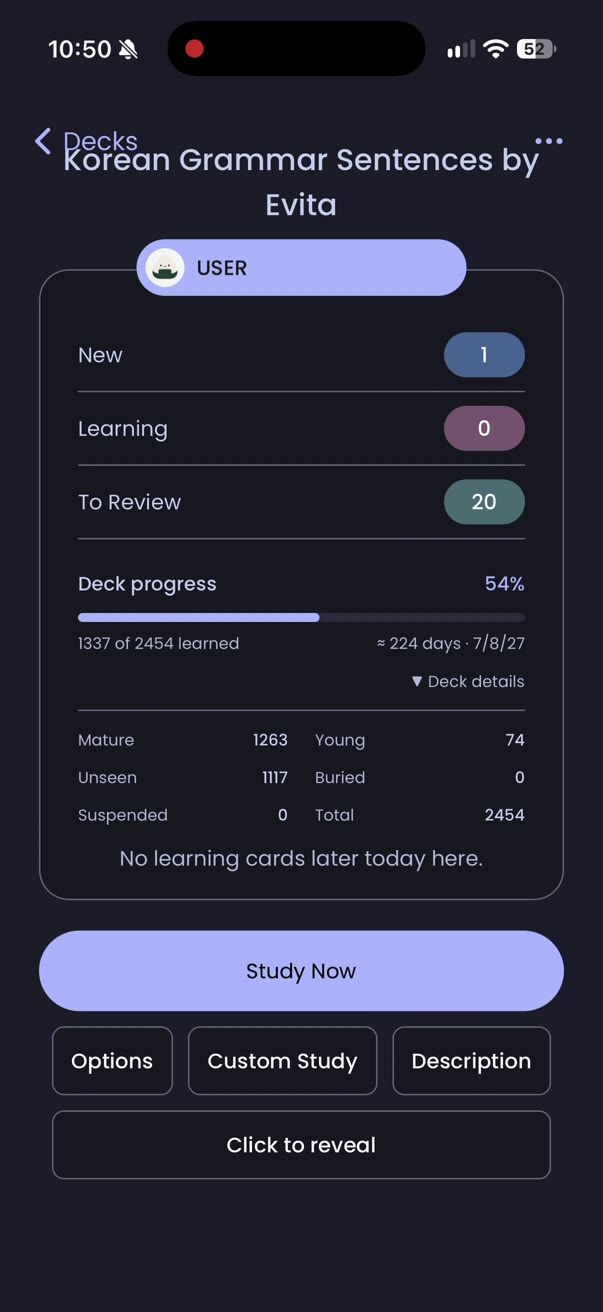 10:50
52
Decks
Korean Grammar Sentences by
Evita
USER
New 1
Learning 0
To Review 20
Deck progress 54%
1337 of 2454 learned ≈ 224 days · 7/8/27
▼ Deck details
Mature 1263 Young 74
Unseen 1117 Buried 0
Suspended 0 Total 2454
No learning cards later today here.
Study Now
Options Custom Study Description
Click to reveal